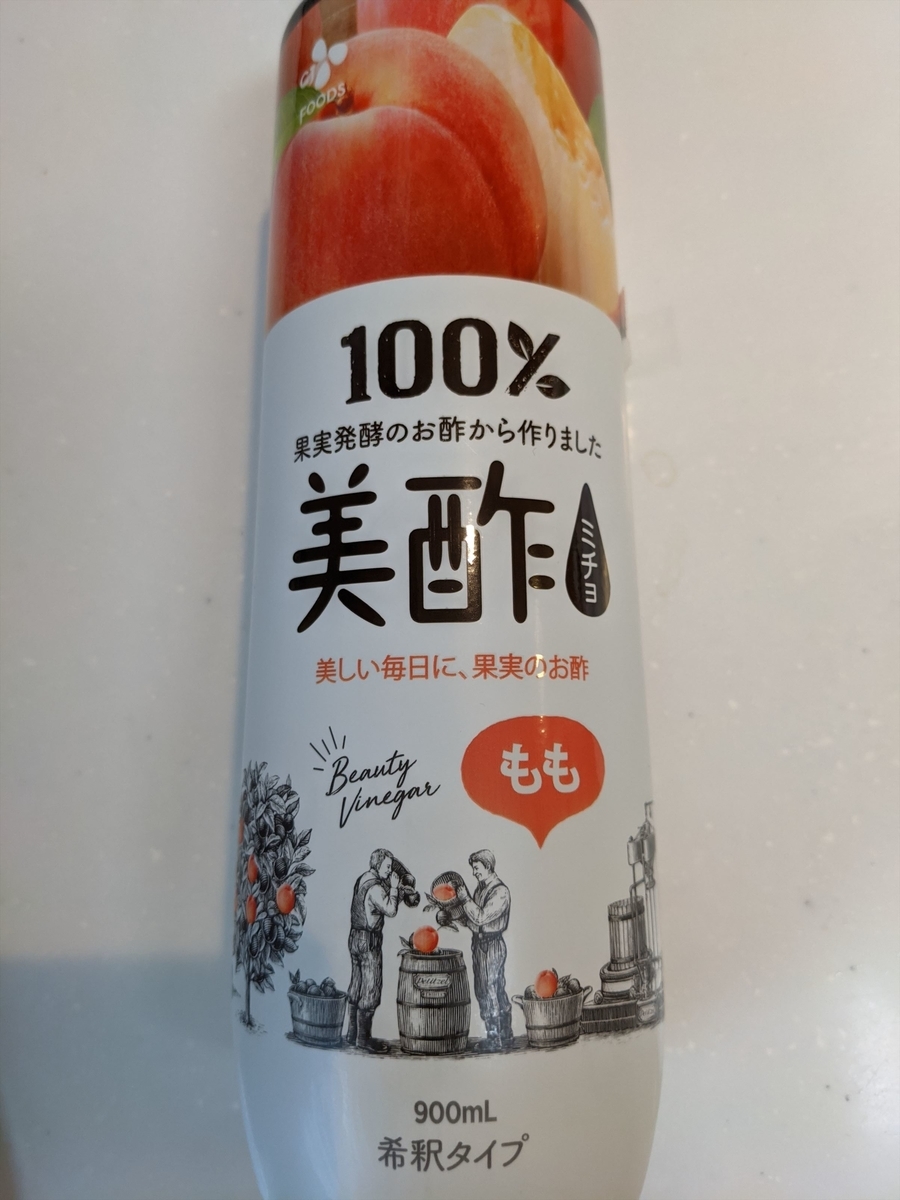 CJ
FOODS
100%
果実発酵のお酢から作りました
美酢
ミチョ
美しい毎日に、果実のお酢
Beauty
Vinegar
もも
Petitzel
900mL
希釈タイプ